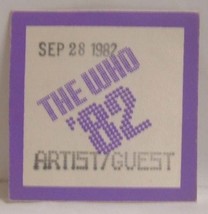 SEP 28 1982
THE WHO
'82
ARTIST/GUEST